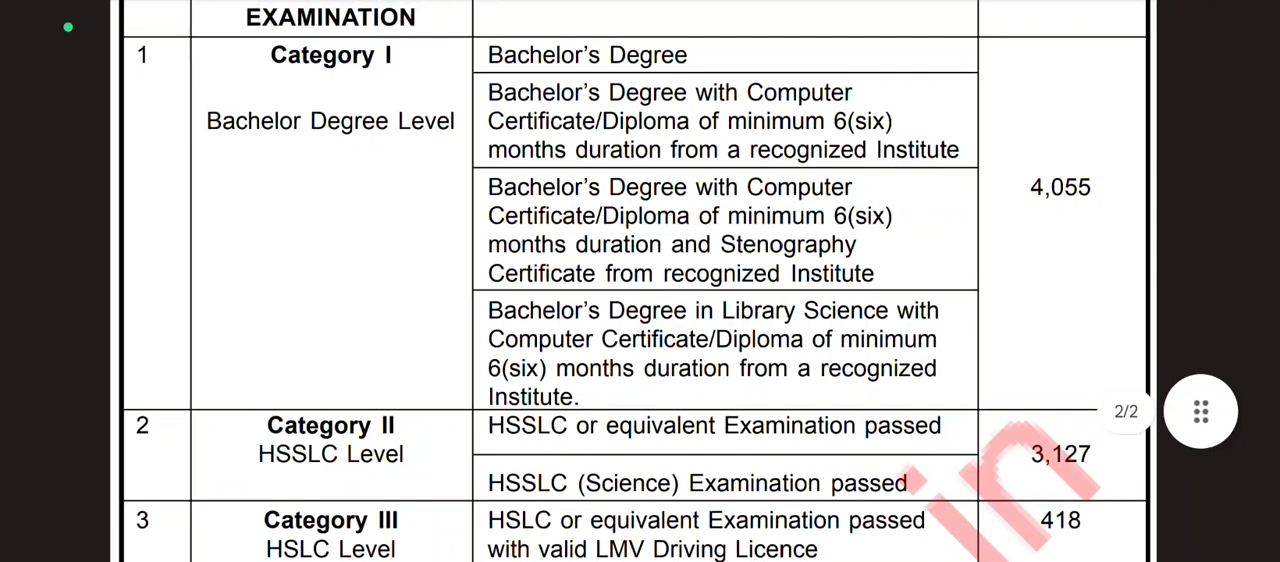 EXAMINATION
1
Category I
Bachelor Degree Level
Bachelor’s Degree
Bachelor’s Degree with Computer
Certificate/Diploma of minimum 6(six)
months duration from a recognized Institute
Bachelor’s Degree with Computer
Certificate/Diploma of minimum 6(six)
months duration and Stenography
Certificate from recognized Institute
Bachelor’s Degree in Library Science with
Computer Certificate/Diploma of minimum
6(six) months duration from a recognized
Institute.
4,055
2
Category II
HSSLC Level
HSSLC or equivalent Examination passed
HSSLC (Science) Examination passed
3,127
3
Category III
HSLC Level
HSLC or equivalent Examination passed
with valid LMV Driving Licence
418
2/2
in